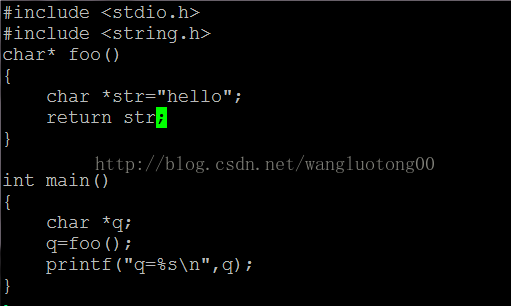 #include <stdio.h>
#include <string.h>
char* foo()
{
    char *str="hello";
    return str;
}
http://blog.csdn.net/wangluotong00
int main()
{
    char *q;
    q=foo();
    printf("q=%s\n",q);
}